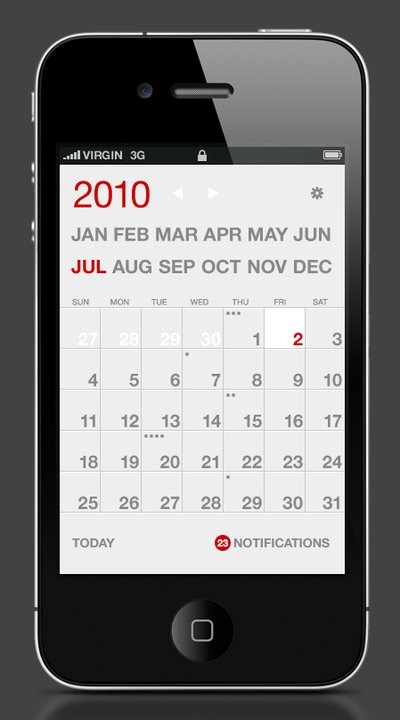 VIRGIN 3G
2010
JAN FEB MAR APR MAY JUN
JUL AUG SEP OCT NOV DEC
SUN MON TUE WED THU FRI SAT
27 28 29 30 1 2 3
4 5 6 7 8 9 10
11 12 13 14 15 16 17
18 19 20 21 22 23 24
25 26 27 28 29 30 31
TODAY 23 NOTIFICATIONS